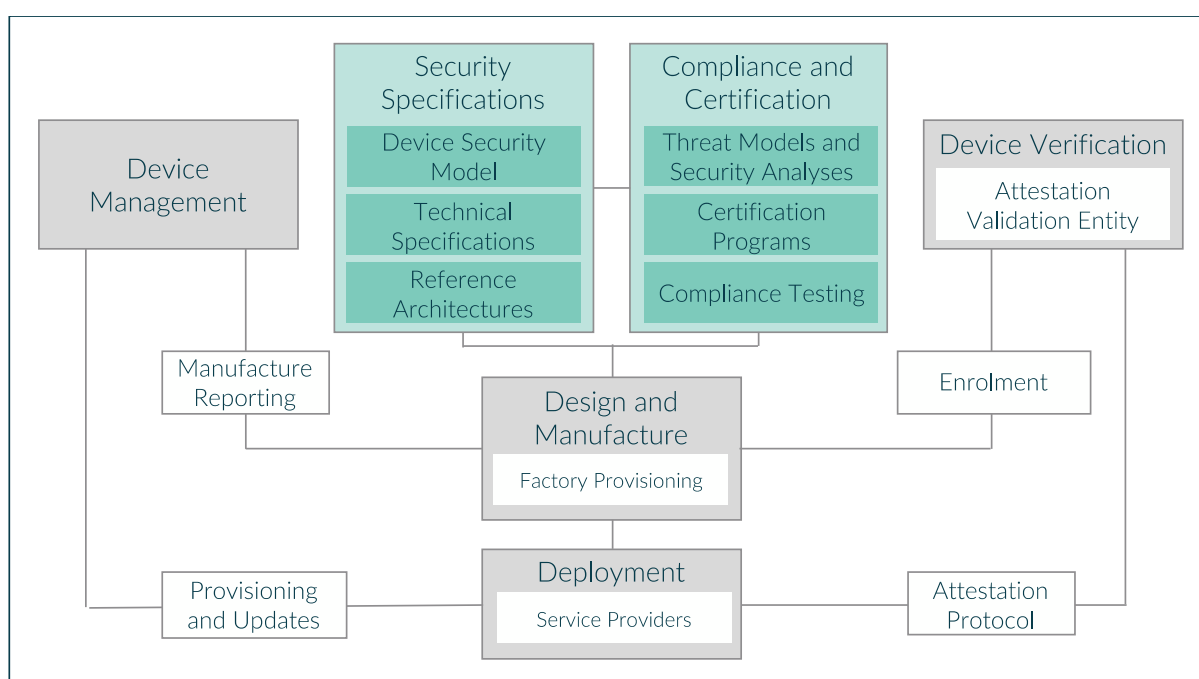 Security
Specifications
Device Security
Model
Technical
Specifications
Reference
Architectures
Compliance and
Certification
Threat Models and
Security Analyses
Certification
Programs
Compliance Testing
Device
Management
Device Verification
Attestation
Validation Entity
Manufacture
Reporting
Design and
Manufacture
Factory Provisioning
Enrolment
Provisioning
and Updates
Deployment
Service Providers
Attestation
Protocol